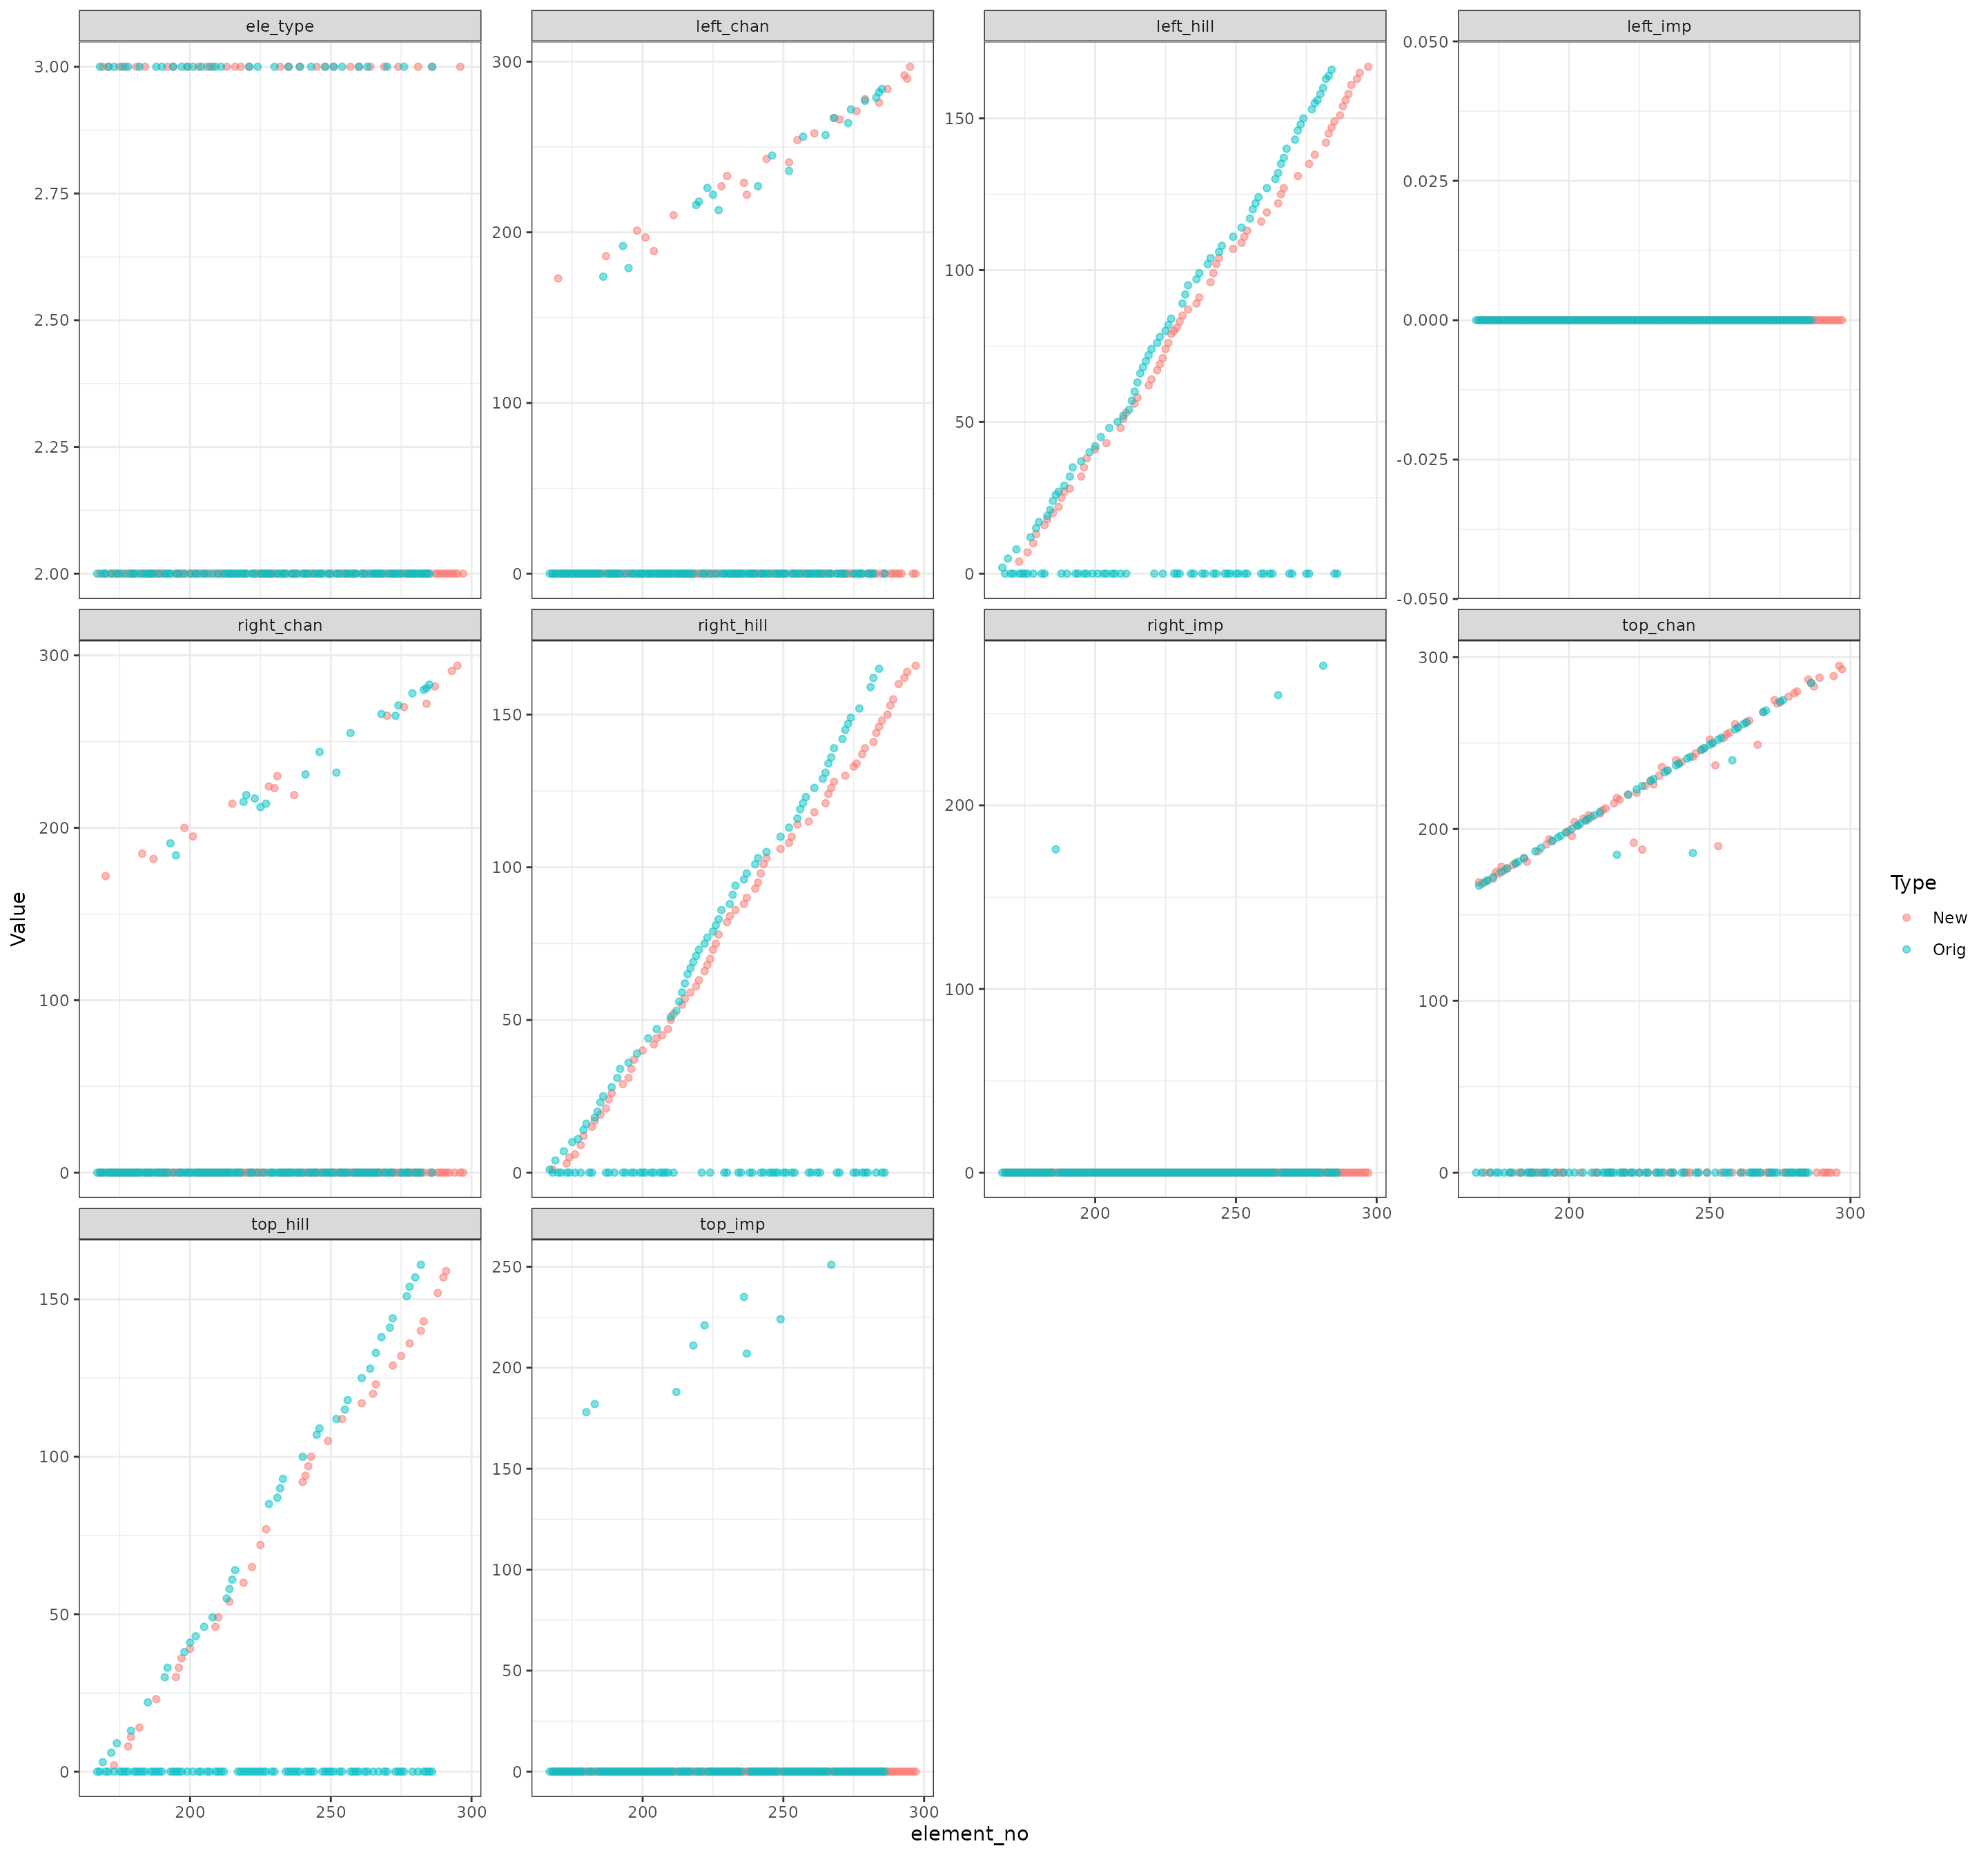 ele_type left_chan left_hill left_imp
3.00 2.75 2.50 2.25 2.00
300 200 100 0
150 100 50 0
0.050 0.025 0.000 -0.025 -0.050
right_chan right_hill right_imp top_chan
300 200 100 0
150 100 50 0
200 100 0
300 200 100 0
200 250 300
200 250 300
top_hill top_imp
150 100 50 0
250 200 150 100 50 0
200 250 300
200 250 300
element_no
Value
Type
New
Orig